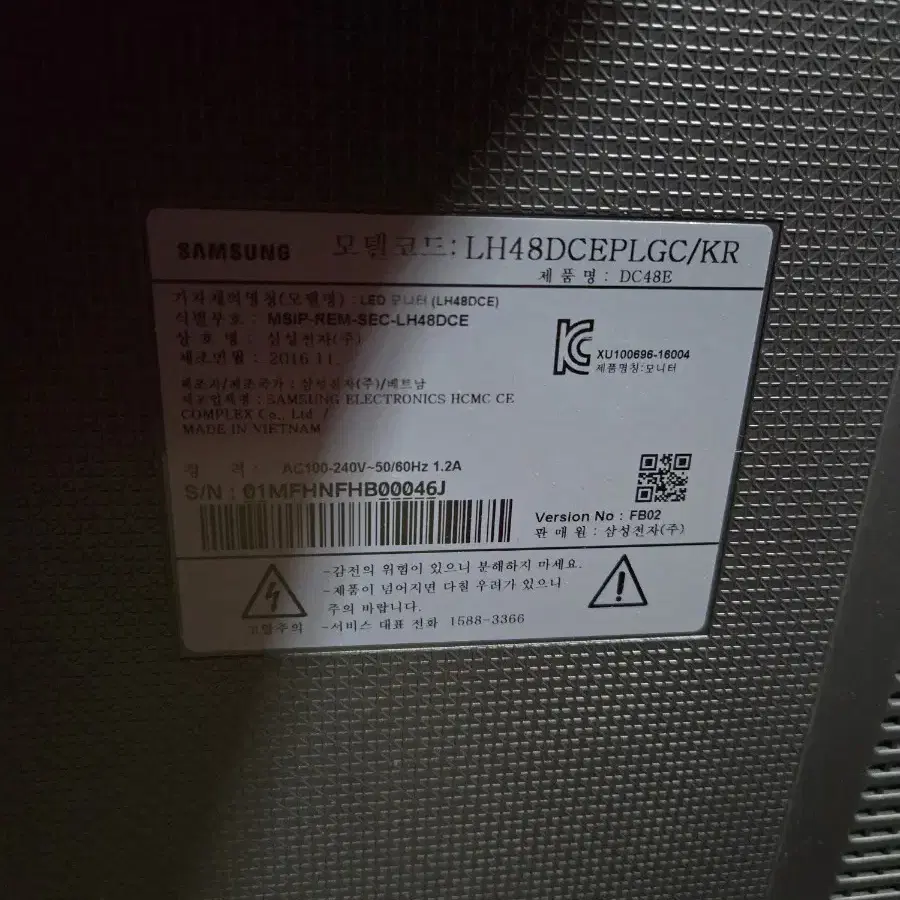 SAMSUNG 모델코드: LH48DCEPLGC/KR
제 품 명 : DC48E
기자재의명칭(모델명) : LED 모니터 (LH48DCE)
식별부호 : MSIP-REM-SEC-LH48DCE
상 호 명 : 삼성전자(주)
제조년월 : 2016.11.
XU100696-16004
제품명칭:모니터
제조자/제조국가 : 삼성전자(주)/베트남
제조업체명 : SAMSUNG ELECTRONICS HCMC CE
COMPLEX Co., Ltd /
MADE IN VIETNAM
정 격 : AC100-240V~50/60Hz 1.2A
S/N : 01MFHNFHB00046J
Version No : FB02
판 매 원 : 삼성전자(주)
-감전의 위험이 있으니 분해하지 마세요.
-제품이 넘어지면 다칠 우려가 있으니
주의 바랍니다.
고압주의 -서비스 대표 전화 1588-3366